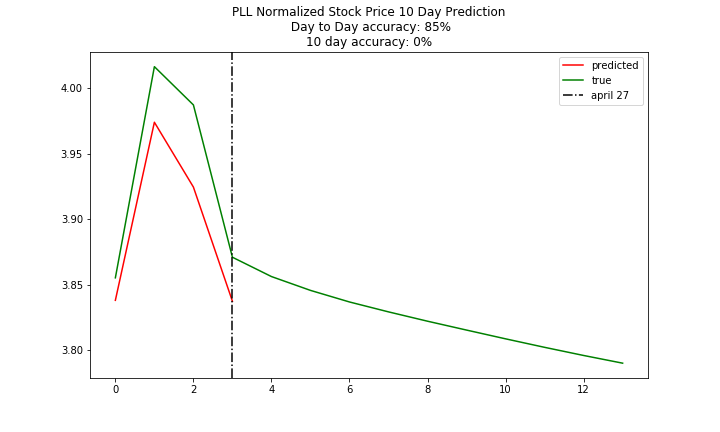 PLL Normalized Stock Price 10 Day Prediction
Day to Day accuracy: 85%
10 day accuracy: 0%
predicted
true
april 27
4.00
3.95
3.90
3.85
3.80
0 2 4 6 8 10 12